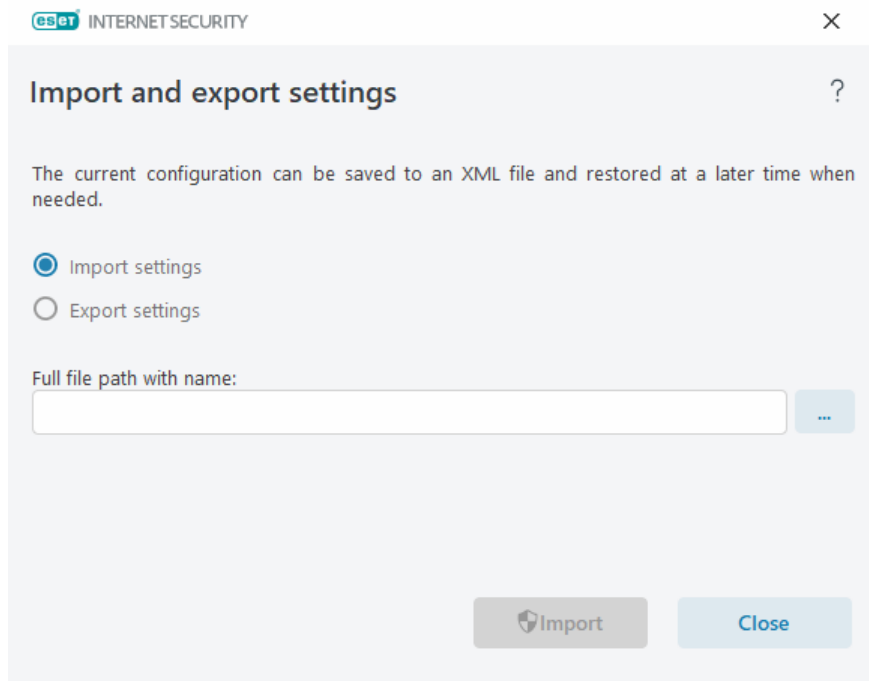 eset INTERNET SECURITY
Import and export settings
?
The current configuration can be saved to an XML file and restored at a later time when
needed.
Import settings
Export settings
Full file path with name:
...
Import
Close